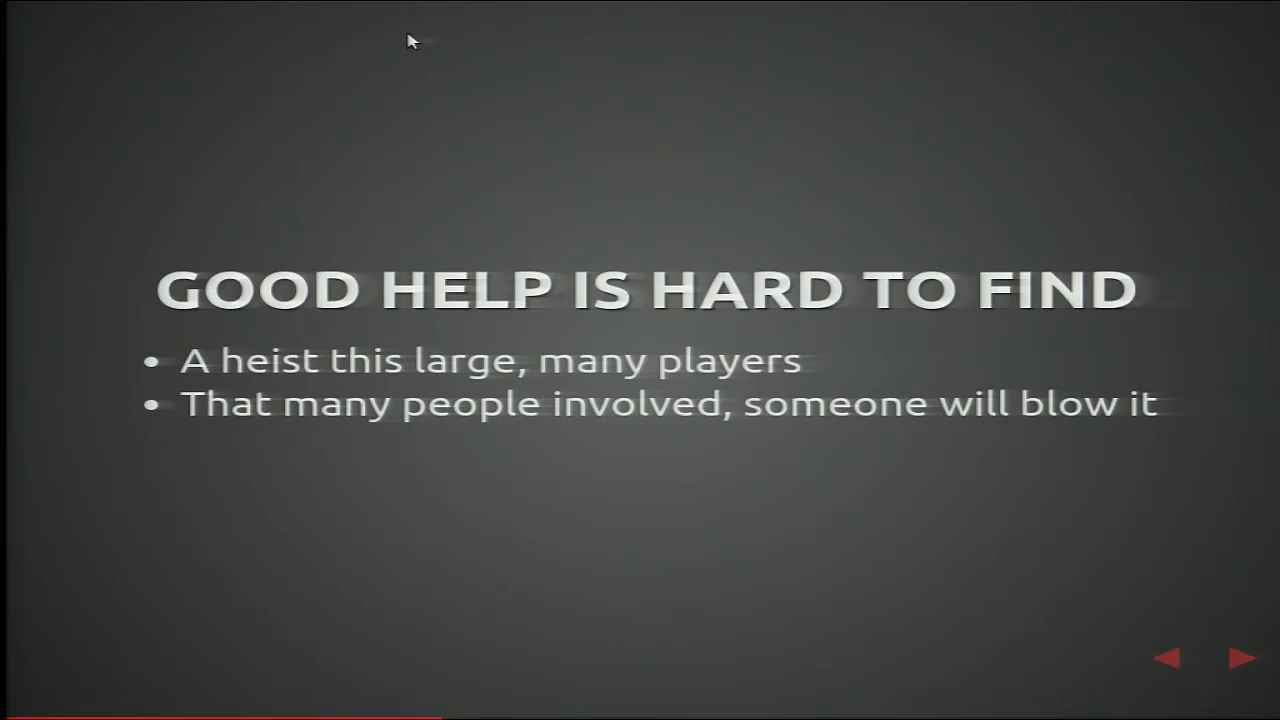 GOOD HELP IS HARD TO FIND
• A heist this large, many players
• That many people involved, someone will blow it